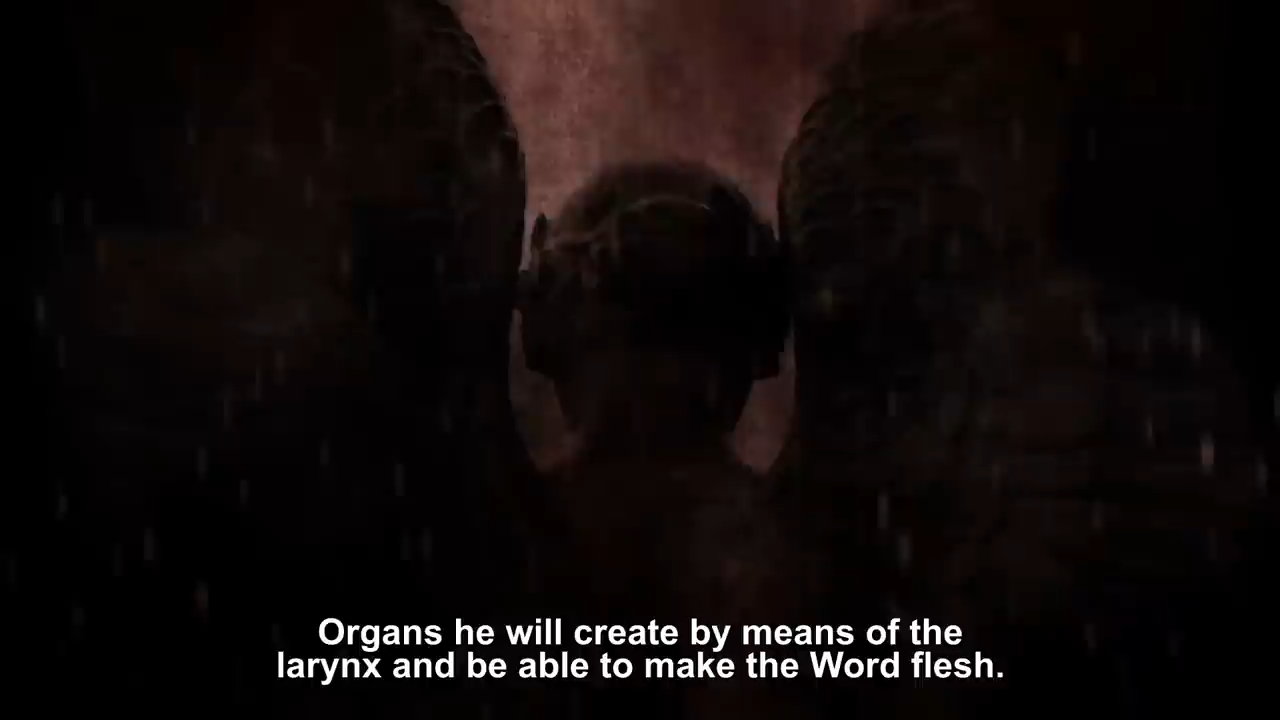 Organs he will create by means of the
larynx and be able to make the Word flesh.